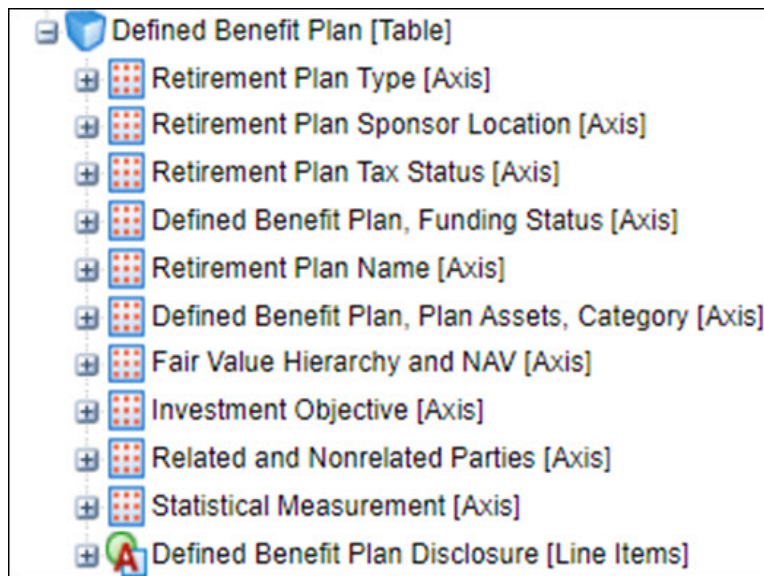 Defined Benefit Plan [Table]
Retirement Plan Type [Axis]
Retirement Plan Sponsor Location [Axis]
Retirement Plan Tax Status [Axis]
Defined Benefit Plan, Funding Status [Axis]
Retirement Plan Name [Axis]
Defined Benefit Plan, Plan Assets, Category [Axis]
Fair Value Hierarchy and NAV [Axis]
Investment Objective [Axis]
Related and Nonrelated Parties [Axis]
Statistical Measurement [Axis]
Defined Benefit Plan Disclosure [Line Items]